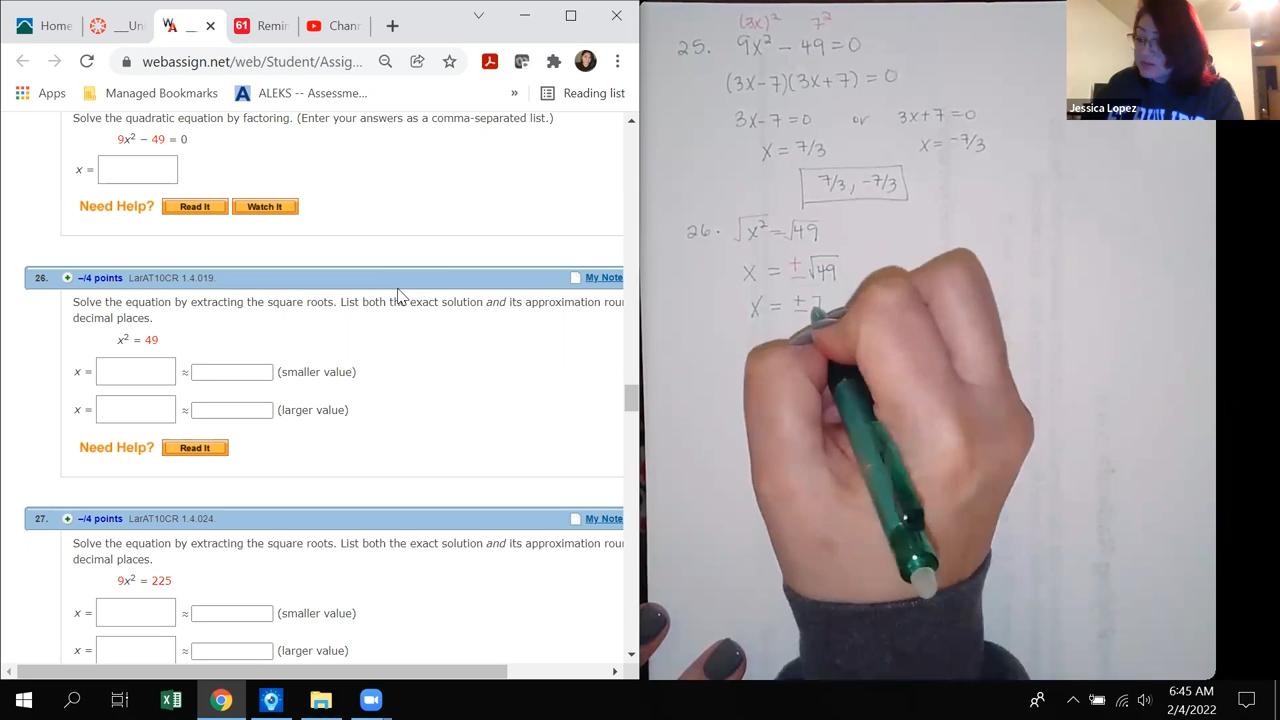 Home
__Un
61
Remin
Chanr
webassign.net/web/Student/Assig...
Apps
Managed Bookmarks
ALEKS -- Assessme...
»
Reading list
Solve the quadratic equation by factoring. (Enter your answers as a comma-separated list.)
9x² − 49 = 0
x =
Need Help? Read It Watch It
26. –/4 points LarAT10CR 1.4.019. My Note
Solve the equation by extracting the square roots. List both the exact solution and its approximation rour
decimal places.
x² = 49
x = ≈ (smaller value)
x = ≈ (larger value)
Need Help? Read It
27. –/4 points LarAT10CR 1.4.024. My Note
Solve the equation by extracting the square roots. List both the exact solution and its approximation rour
decimal places.
9x² = 225
x = ≈ (smaller value)
x = ≈ (larger value)
(3x)² 7²
25. 9x² − 49 = 0
(3x−7)(3x+7) = 0
3x−7=0 or 3x+7=0
x = 7/3 x = −7/3
7/3, −7/3
26. √x² = √49
x = ± √49
x = ± 7
Jessica Lopez
6:45 AM
2/4/2022